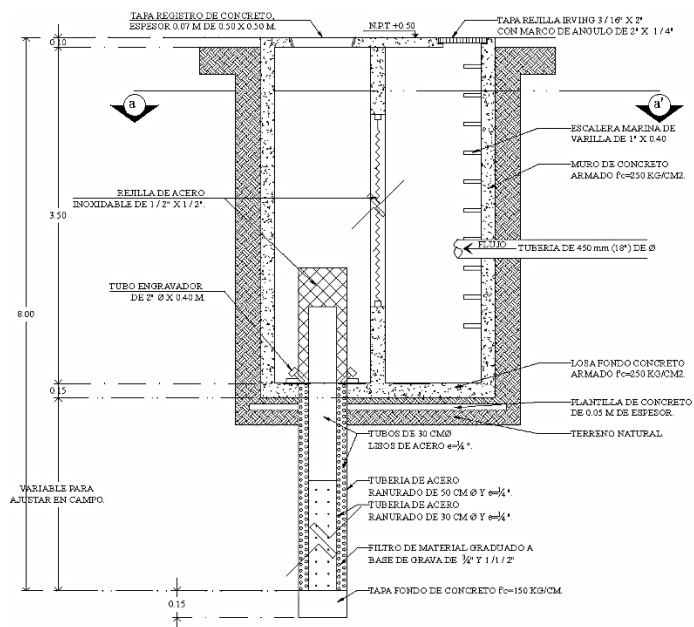 TAPA REGISTRO DE CONCRETO,
ESPESOR 0.07 M DE 0.50 X 0.50 M.
N.P.T +0.50
TAPA REJILLA IRVING 3/16" X 2"
CON MARCO DE ANGULO DE 2" X 1/4"
0.10
a
a'
ESCALERA MARINA DE
VARILLA DE 1" X 0.40
MURO DE CONCRETO
ARMADO f'c=250 KG/CM2.
REJILLA DE ACERO
INOXIDABLE DE 1/2" X 1/2".
3.50
FLUJO
TUBERIA DE 450 mm (18") DE Ø
TUBO ENGRAVADOR
DE 2" Ø X 0.40 M.
8.00
LOSA FONDO CONCRETO
ARMADO f'c=250 KG/CM2.
0.15
PLANTILLA DE CONCRETO
DE 0.05 M DE ESPESOR.
TERRENO NATURAL
TUBOS DE 30 CMØ
LISOS DE ACERO e=¼".
VARIABLE PARA
AJUSTAR EN CAMPO.
TUBERIA DE ACERO
RANURADO DE 50 CM Ø Y e=¼".
TUBERIA DE ACERO
RANURADO DE 30 CM Ø Y e=¼".
FILTRO DE MATERIAL GRADUADO A
BASE DE GRAVA DE ¾" Y 1/1/2"
TAPA FONDO DE CONCRETO f'c=150 KG/CM.
0.15